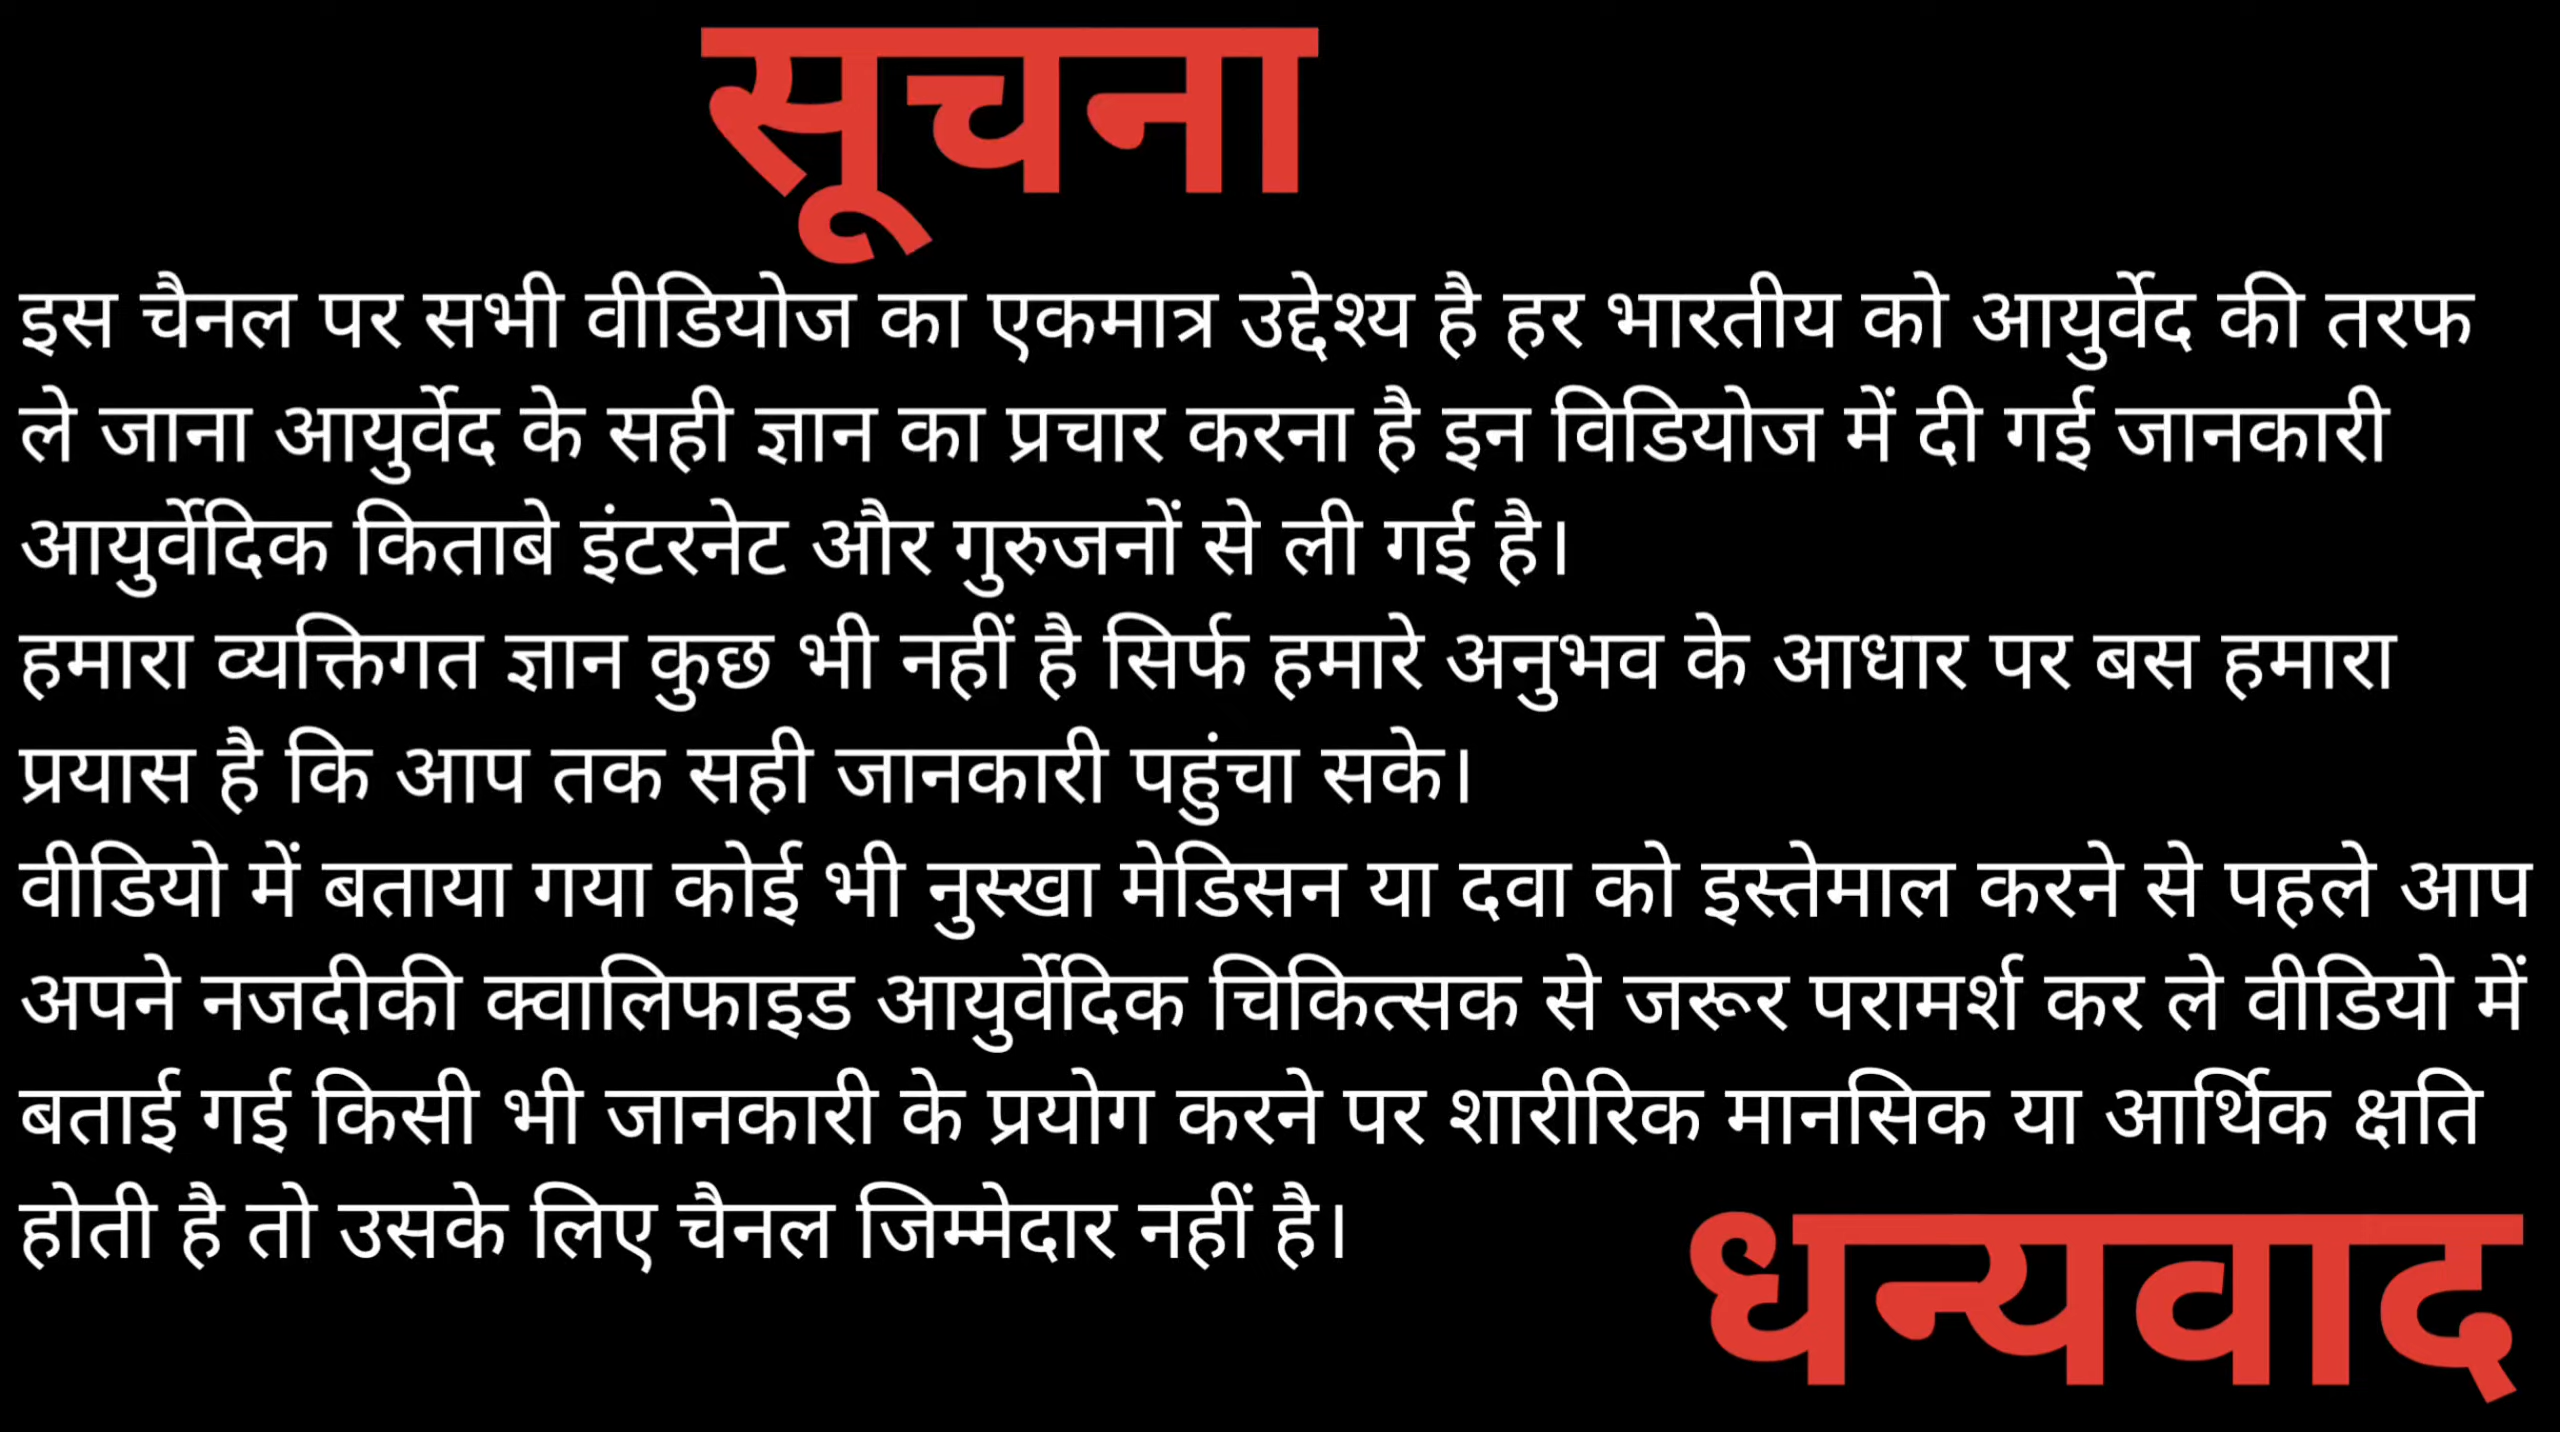 सूचना
इस चैनल पर सभी वीडियोज का एकमात्र उद्देश्य है हर भारतीय को आयुर्वेद की तरफ
ले जाना आयुर्वेद के सही ज्ञान का प्रचार करना है इन विडियोज में दी गई जानकारी
आयुर्वेदिक किताबे इंटरनेट और गुरुजनों से ली गई है।
हमारा व्यक्तिगत ज्ञान कुछ भी नहीं है सिर्फ हमारे अनुभव के आधार पर बस हमारा
प्रयास है कि आप तक सही जानकारी पहुंचा सके।
वीडियो में बताया गया कोई भी नुस्खा मेडिसन या दवा को इस्तेमाल करने से पहले आप
अपने नजदीकी क्वालिफाइड आयुर्वेदिक चिकित्सक से जरूर परामर्श कर ले वीडियो में
बताई गई किसी भी जानकारी के प्रयोग करने पर शारीरिक मानसिक या आर्थिक क्षति
होती है तो उसके लिए चैनल जिम्मेदार नहीं है।
धन्यवाद